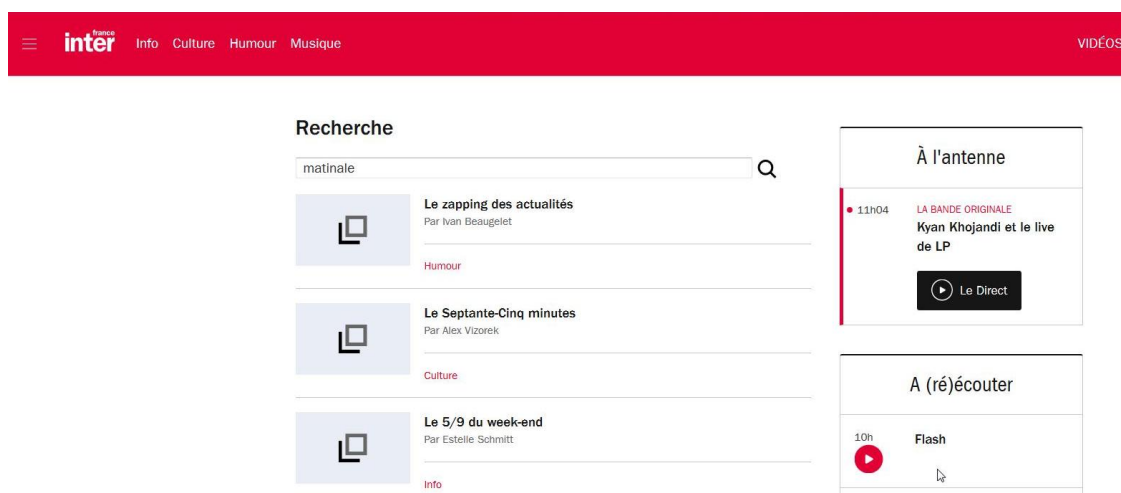 france
inter
Info Culture Humour Musique
VIDÉOS
Recherche
matinale
Le zapping des actualités
Par Ivan Beaugelet
Humour
Le Septante-Cinq minutes
Par Alex Vizorek
Culture
Le 5/9 du week-end
Par Estelle Schmitt
Info
À l'antenne
11h04
LA BANDE ORIGINALE
Kyan Khojandi et le live
de LP
Le Direct
A (ré)écouter
10h
Flash